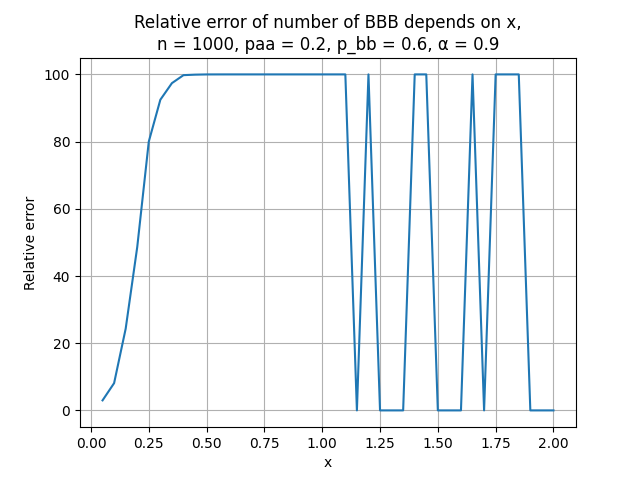 Relative error of number of BBB depends on x,
n = 1000, paa = 0.2, p_bb = 0.6, α = 0.9
100
80
60
40
20
0
Relative error
0.00 0.25 0.50 0.75 1.00 1.25 1.50 1.75 2.00
x